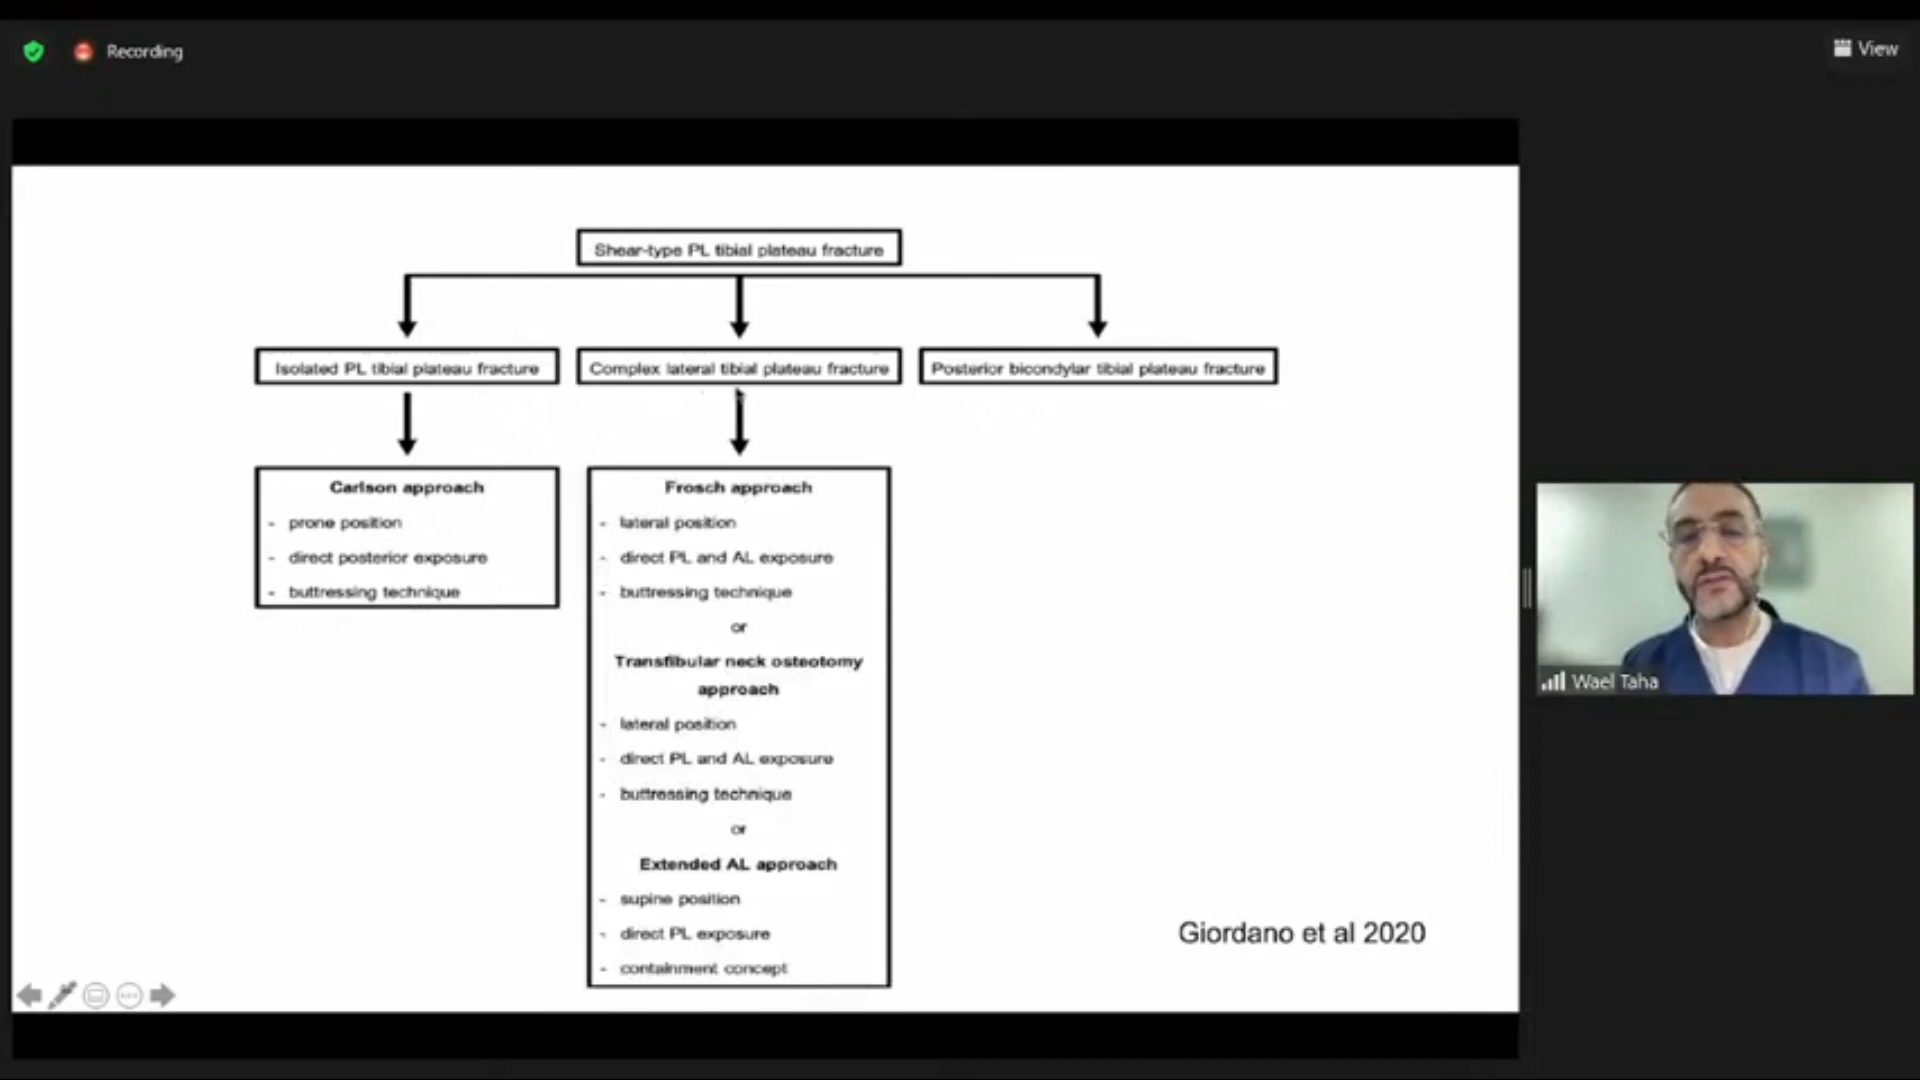 Recording
View
Shear-type PL tibial plateau fracture
Isolated PL tibial plateau fracture
Complex lateral tibial plateau fracture
Posterior bicondylar tibial plateau fracture
Carlson approach
- prone position
- direct posterior exposure
- buttressing technique
Frosch approach
- lateral position
- direct PL and AL exposure
- buttressing technique
or
Transfibular neck osteotomy
approach
- lateral position
- direct PL and AL exposure
- buttressing technique
or
Extended AL approach
- supine position
- direct PL exposure
- containment concept
Giordano et al 2020
Wael Taha